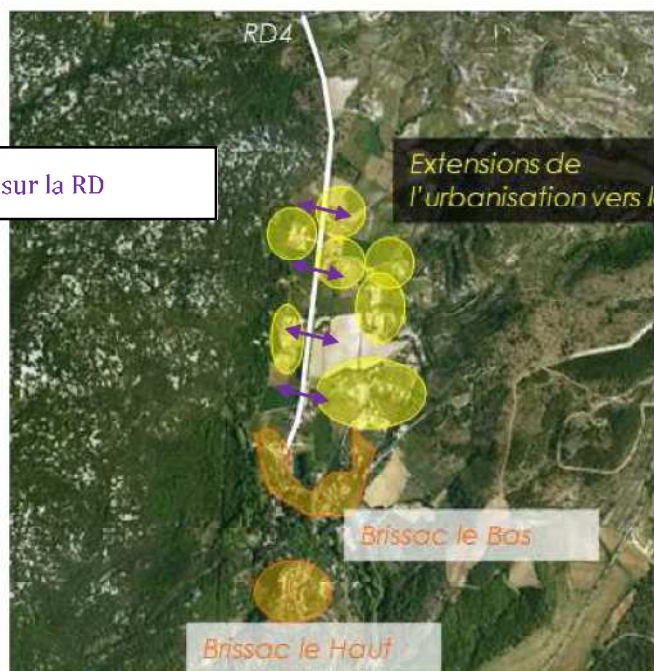 RD4
sur la RD
Extensions de
l'urbanisation vers l
Brissac le Bas
Brissac le Haut